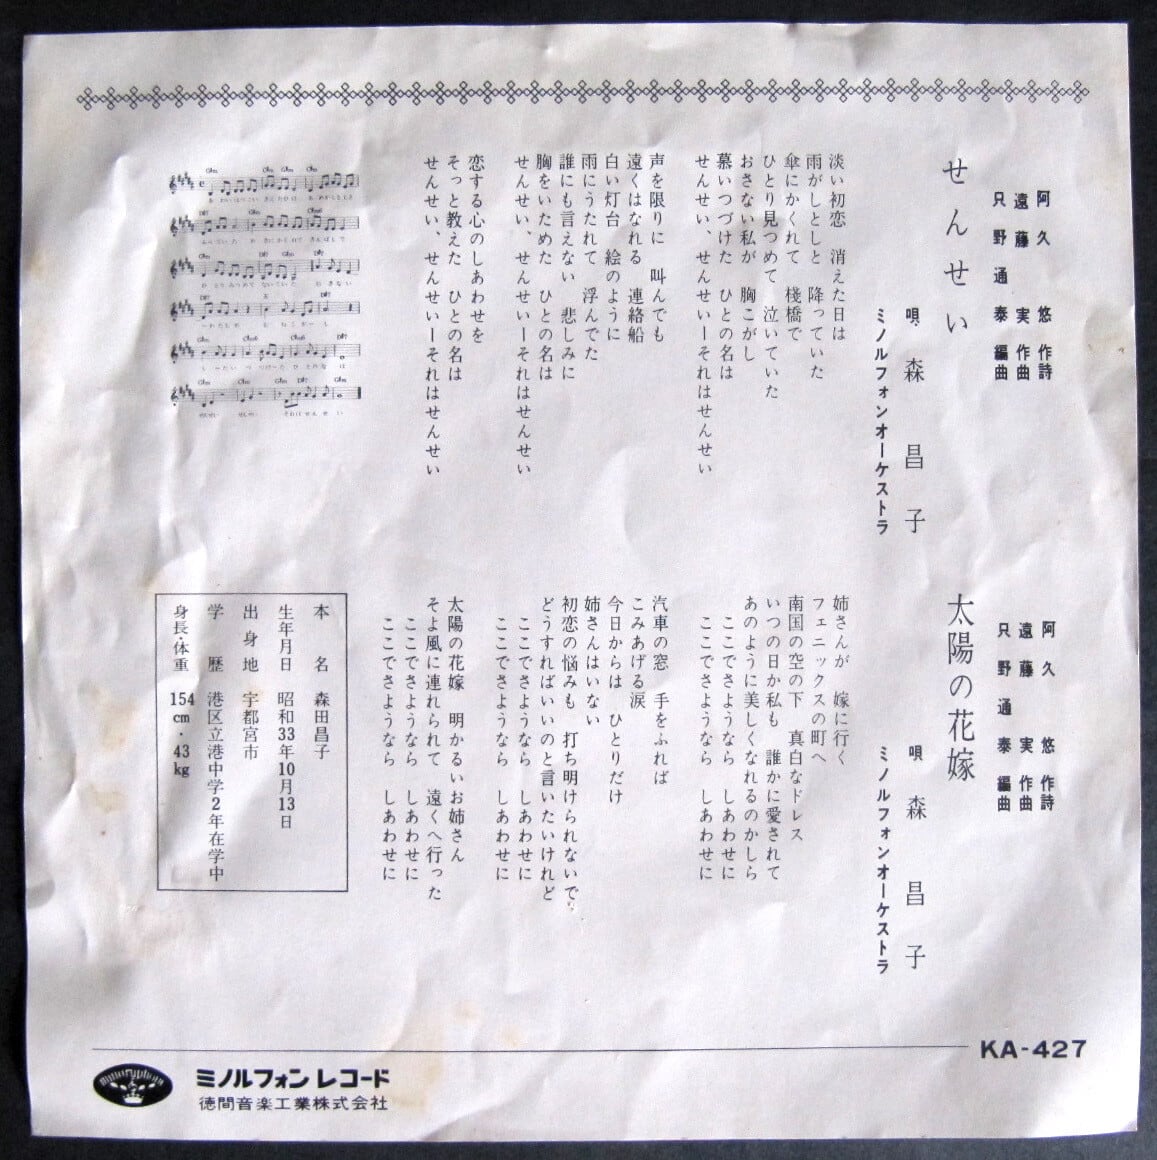 阿久 悠 作詩
遠藤 実 作曲
只野通泰 編曲
せんせい
唄、森 昌子
ミノルフォンオーケストラ
淡い初恋 消えた日は
雨がしとしと 降っていた
傘にかくれて 桟橋で
ひとり見つめて 泣いていた
おさない私が 胸こがし
慕いつづけた ひとの名は
せんせい、せんせいーそれはせんせい
声を限りに 叫んでも
遠くはなれる 連絡船
白い灯台 絵のように
雨にうたれて 浮んでた
誰にも言えない 悲しみに
胸をいためた ひとの名は
せんせい、せんせいーそれはせんせい
恋する心のしあわせを
そっと教えた ひとの名は
せんせい、せんせいーそれはせんせい
阿久 悠 作詩
遠藤 実 作曲
只野通泰 編曲
太陽の花嫁
唄 森 昌子
ミノルフォンオーケストラ
姉さんが 嫁に行く
フェニックスの町へ
南国の空の下 真白なドレス
いつの日か私も 誰かに愛されて
あのように美しくなれるのかしら
ここでさようなら しあわせに
ここでさようなら しあわせに
汽車の窓 手をふれば
こみあげる涙
今日からは ひとりだけ
姉さんはいない
初恋の悩みも 打ち明けられないで
どうすればいいのと言いたいけれど
ここでさようなら しあわせに
ここでさようなら しあわせに
太陽の花嫁 明かるいお姉さん
そよ風に連れられて 遠くへ行った
ここでさようなら しあわせに
ここでさようなら しあわせに
本名 森田昌子
生年月日 昭和33年10月13日
出身地 宇都宮市
学歴 港区立港中学2年在学中
身長・体重 154cm・43kg
KA-427
minoruphone
ミノルフォンレコード
徳間音楽工業株式会社